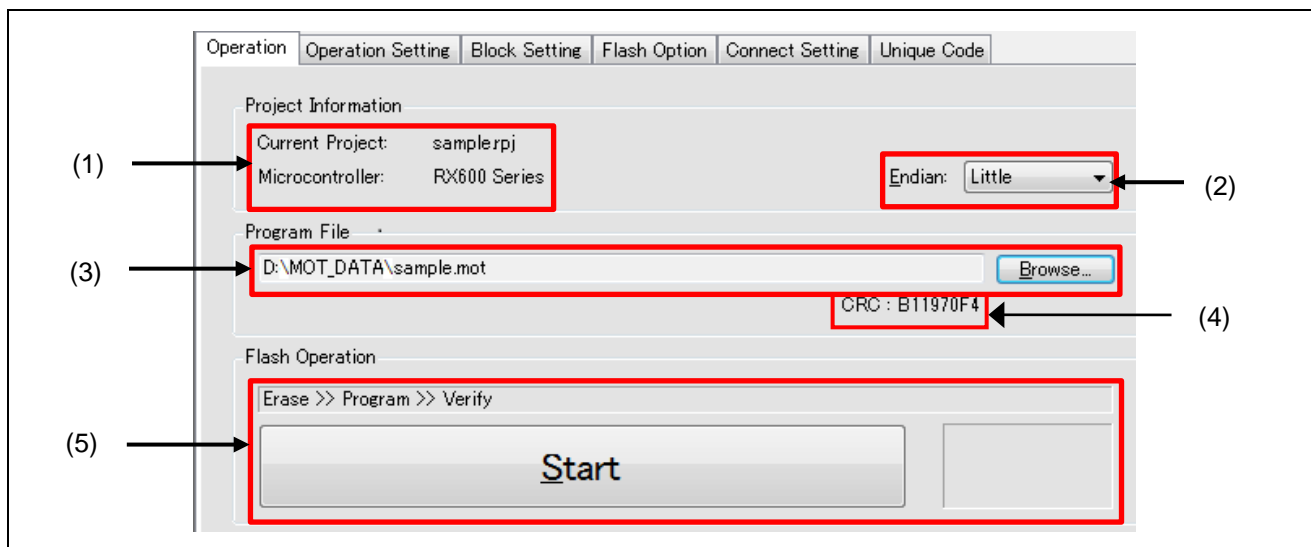 Operation Operation Setting Block Setting Flash Option Connect Setting Unique Code
Project Information
(1) Current Project: sample.rpj
Microcontroller: RX600 Series Endian: Little (2)
Program File
(3) D:\MOT_DATA\sample.mot Browse...
CRC : B11970F4 (4)
Flash Operation
Erase >> Program >> Verify
(5) Start